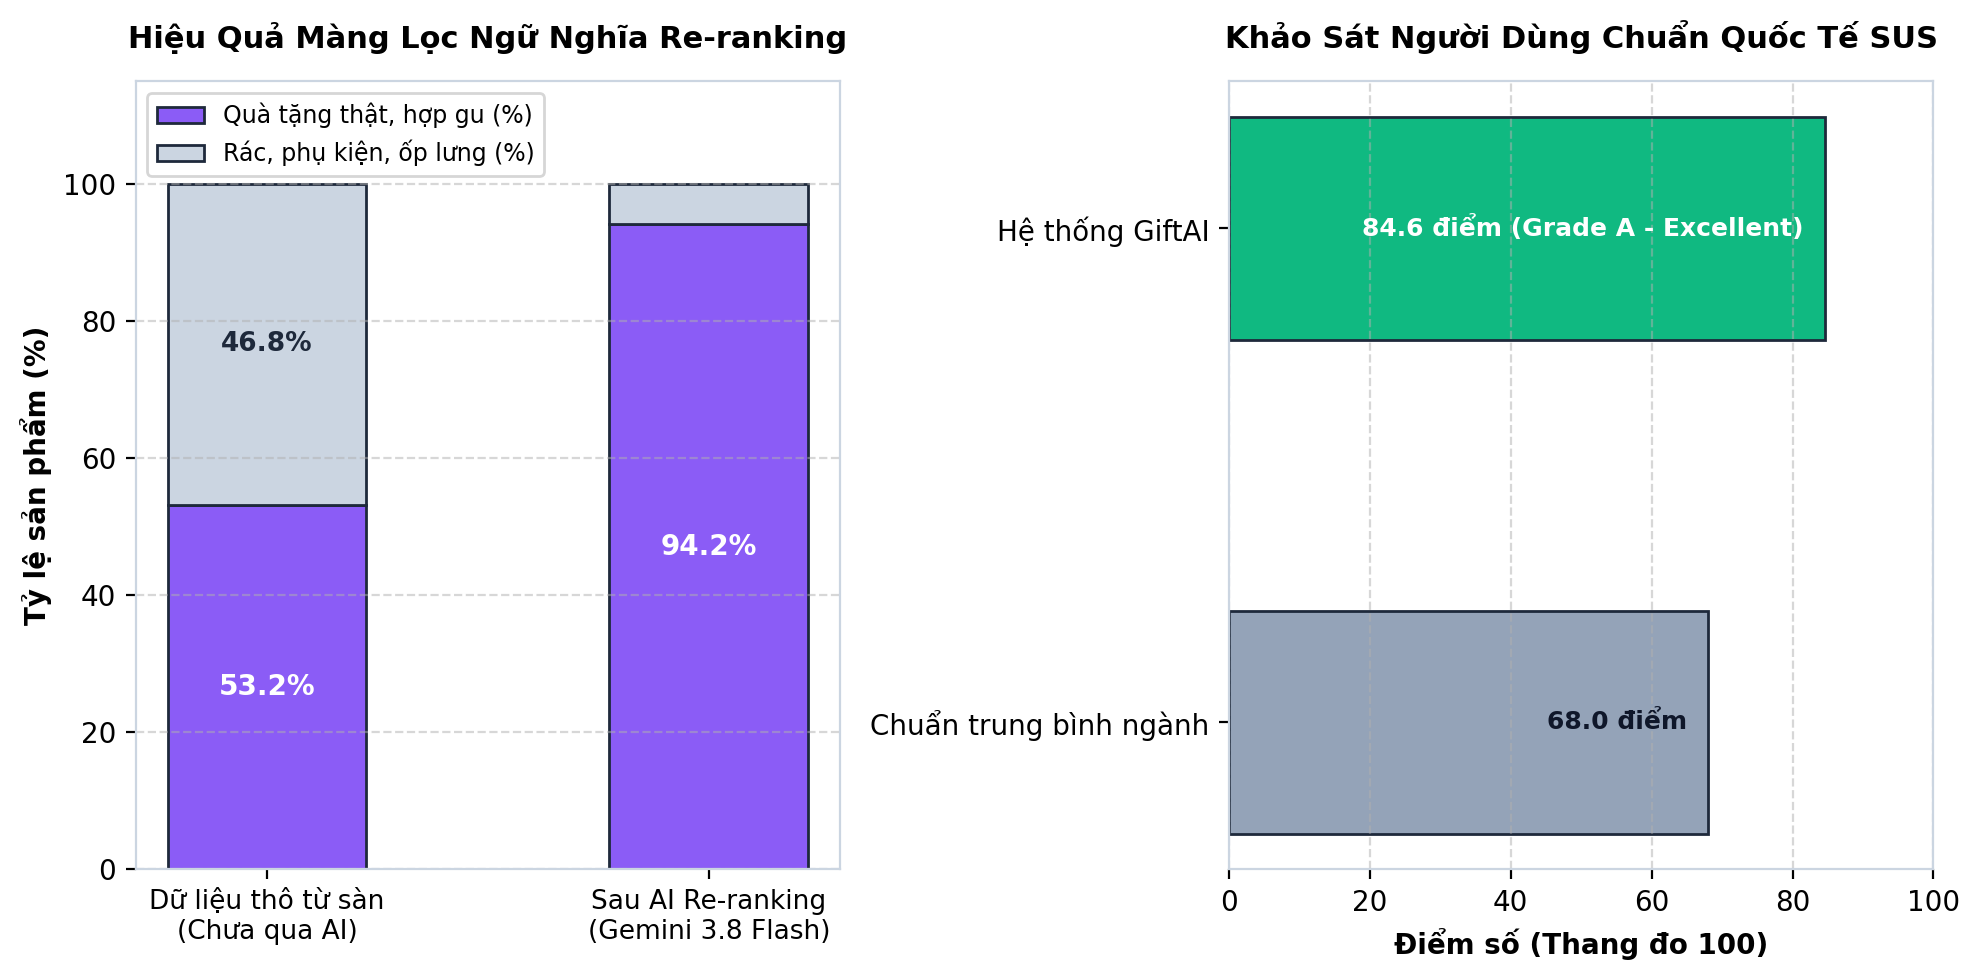 Hiệu Quả Màng Lọc Ngữ Nghĩa Re-ranking
Quà tặng thật, hợp gu (%)
Rác, phụ kiện, ốp lưng (%)
Tỷ lệ sản phẩm (%)
100
80
60
40
20
0
46.8%
53.2%
94.2%
Dữ liệu thô từ sàn
(Chưa qua AI)
Sau AI Re-ranking
(Gemini 3.8 Flash)
Khảo Sát Người Dùng Chuẩn Quốc Tế SUS
Hệ thống GiftAI
84.6 điểm (Grade A - Excellent)
Chuẩn trung bình ngành
68.0 điểm
0 20 40 60 80 100
Điểm số (Thang đo 100)